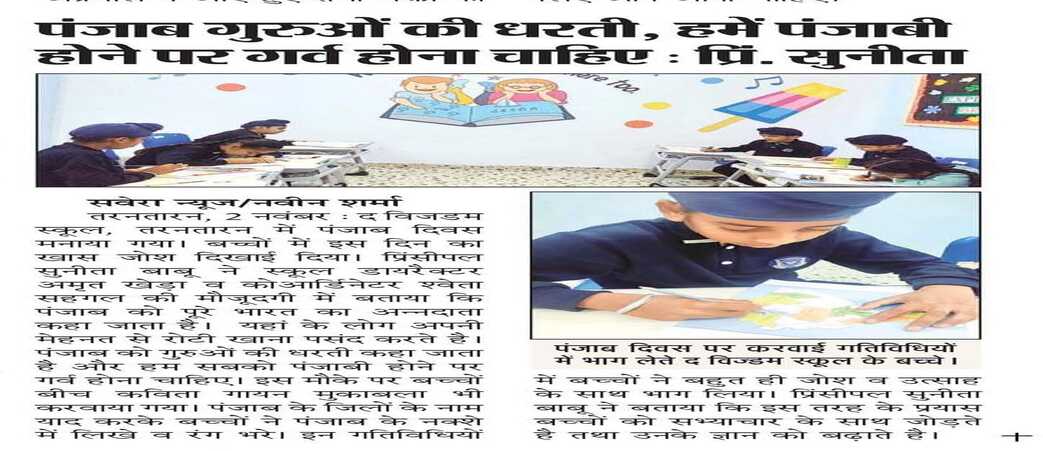 पंजाब गुरुओं की धरती, हमें पंजाबी
होने पर गर्व होना चाहिए : प्रिं. सुनीता
more too.
सवेरा न्यूज/नवीन शर्मा
तरनतारन, 2 नवंबर : द विजडम
स्कूल, तरनतारन में पंजाब दिवस
मनाया गया। बच्चों में इस दिन का
खास जोश दिखाई दिया। प्रिंसीपल
सुनीता बाबू ने स्कूल डायरैक्टर
अमृत खेड़ा व कोआर्डिनेटर श्वेता
सहगल की मौजूदगी में बताया कि
पंजाब को पूरे भारत का अन्नदाता
कहा जाता है। यहां के लोग अपनी
मेहनत से रोटी खाना पसंद करते है।
पंजाब को गुरुओं की धरती कहा जाता
है और हम सबको पंजाबी होने पर
गर्व होना चाहिए। इस मौके पर बच्चों
बीच कविता गायन मुकाबला भी
करवाया गया। पंजाब के जिलों के नाम
याद करके बच्चों ने पंजाब के नक्शे
में लिखे व रंग भरे। इन गतिविधियों
पंजाब दिवस पर करवाई गतिविधियों
में भाग लेते द विज्डम स्कूल के बच्चे।
में बच्चों ने बहुत ही जोश व उत्साह
के साथ भाग लिया। प्रिंसीपल सुनीता
बाबू ने बताया कि इस तरह के प्रयास
बच्चों को सभ्याचार के साथ जोड़ते
है तथा उनके ज्ञान को बढ़ाते है।